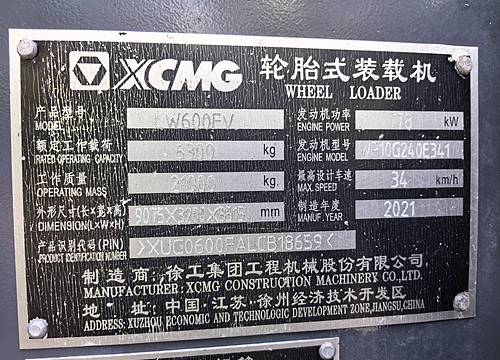 XCMG 轮胎式装载机
WHEEL LOADER
产品型号 MODEL W600FV
发动机功率 ENGINE POWER kW
额定工作载荷 RATED OPERATING CAPACITY kg
发动机型号 ENGINE MODEL
工作质量 OPERATING MASS kg
最高设计车速 MAX.SPEED 34 km/h
外形尺寸(长×宽×高) DIMENSION(L×W×H) mm
制造年度 MANUF.YEAR 2021
产品识别代码(PIN) PRODUCT IDENTIFICATION NUMBER
制造商:徐工集团工程机械股份有限公司
MANUFACTURER: XCMG CONSTRUCTION MACHINERY CO.,LTD.
地 址: 中国·江苏·徐州经济技术开发区
ADDRESS: XUZHOU, ECONOMIC AND TECHNOLOGIC DEVELOPMENT ZONE,JIANGSU,CHINA